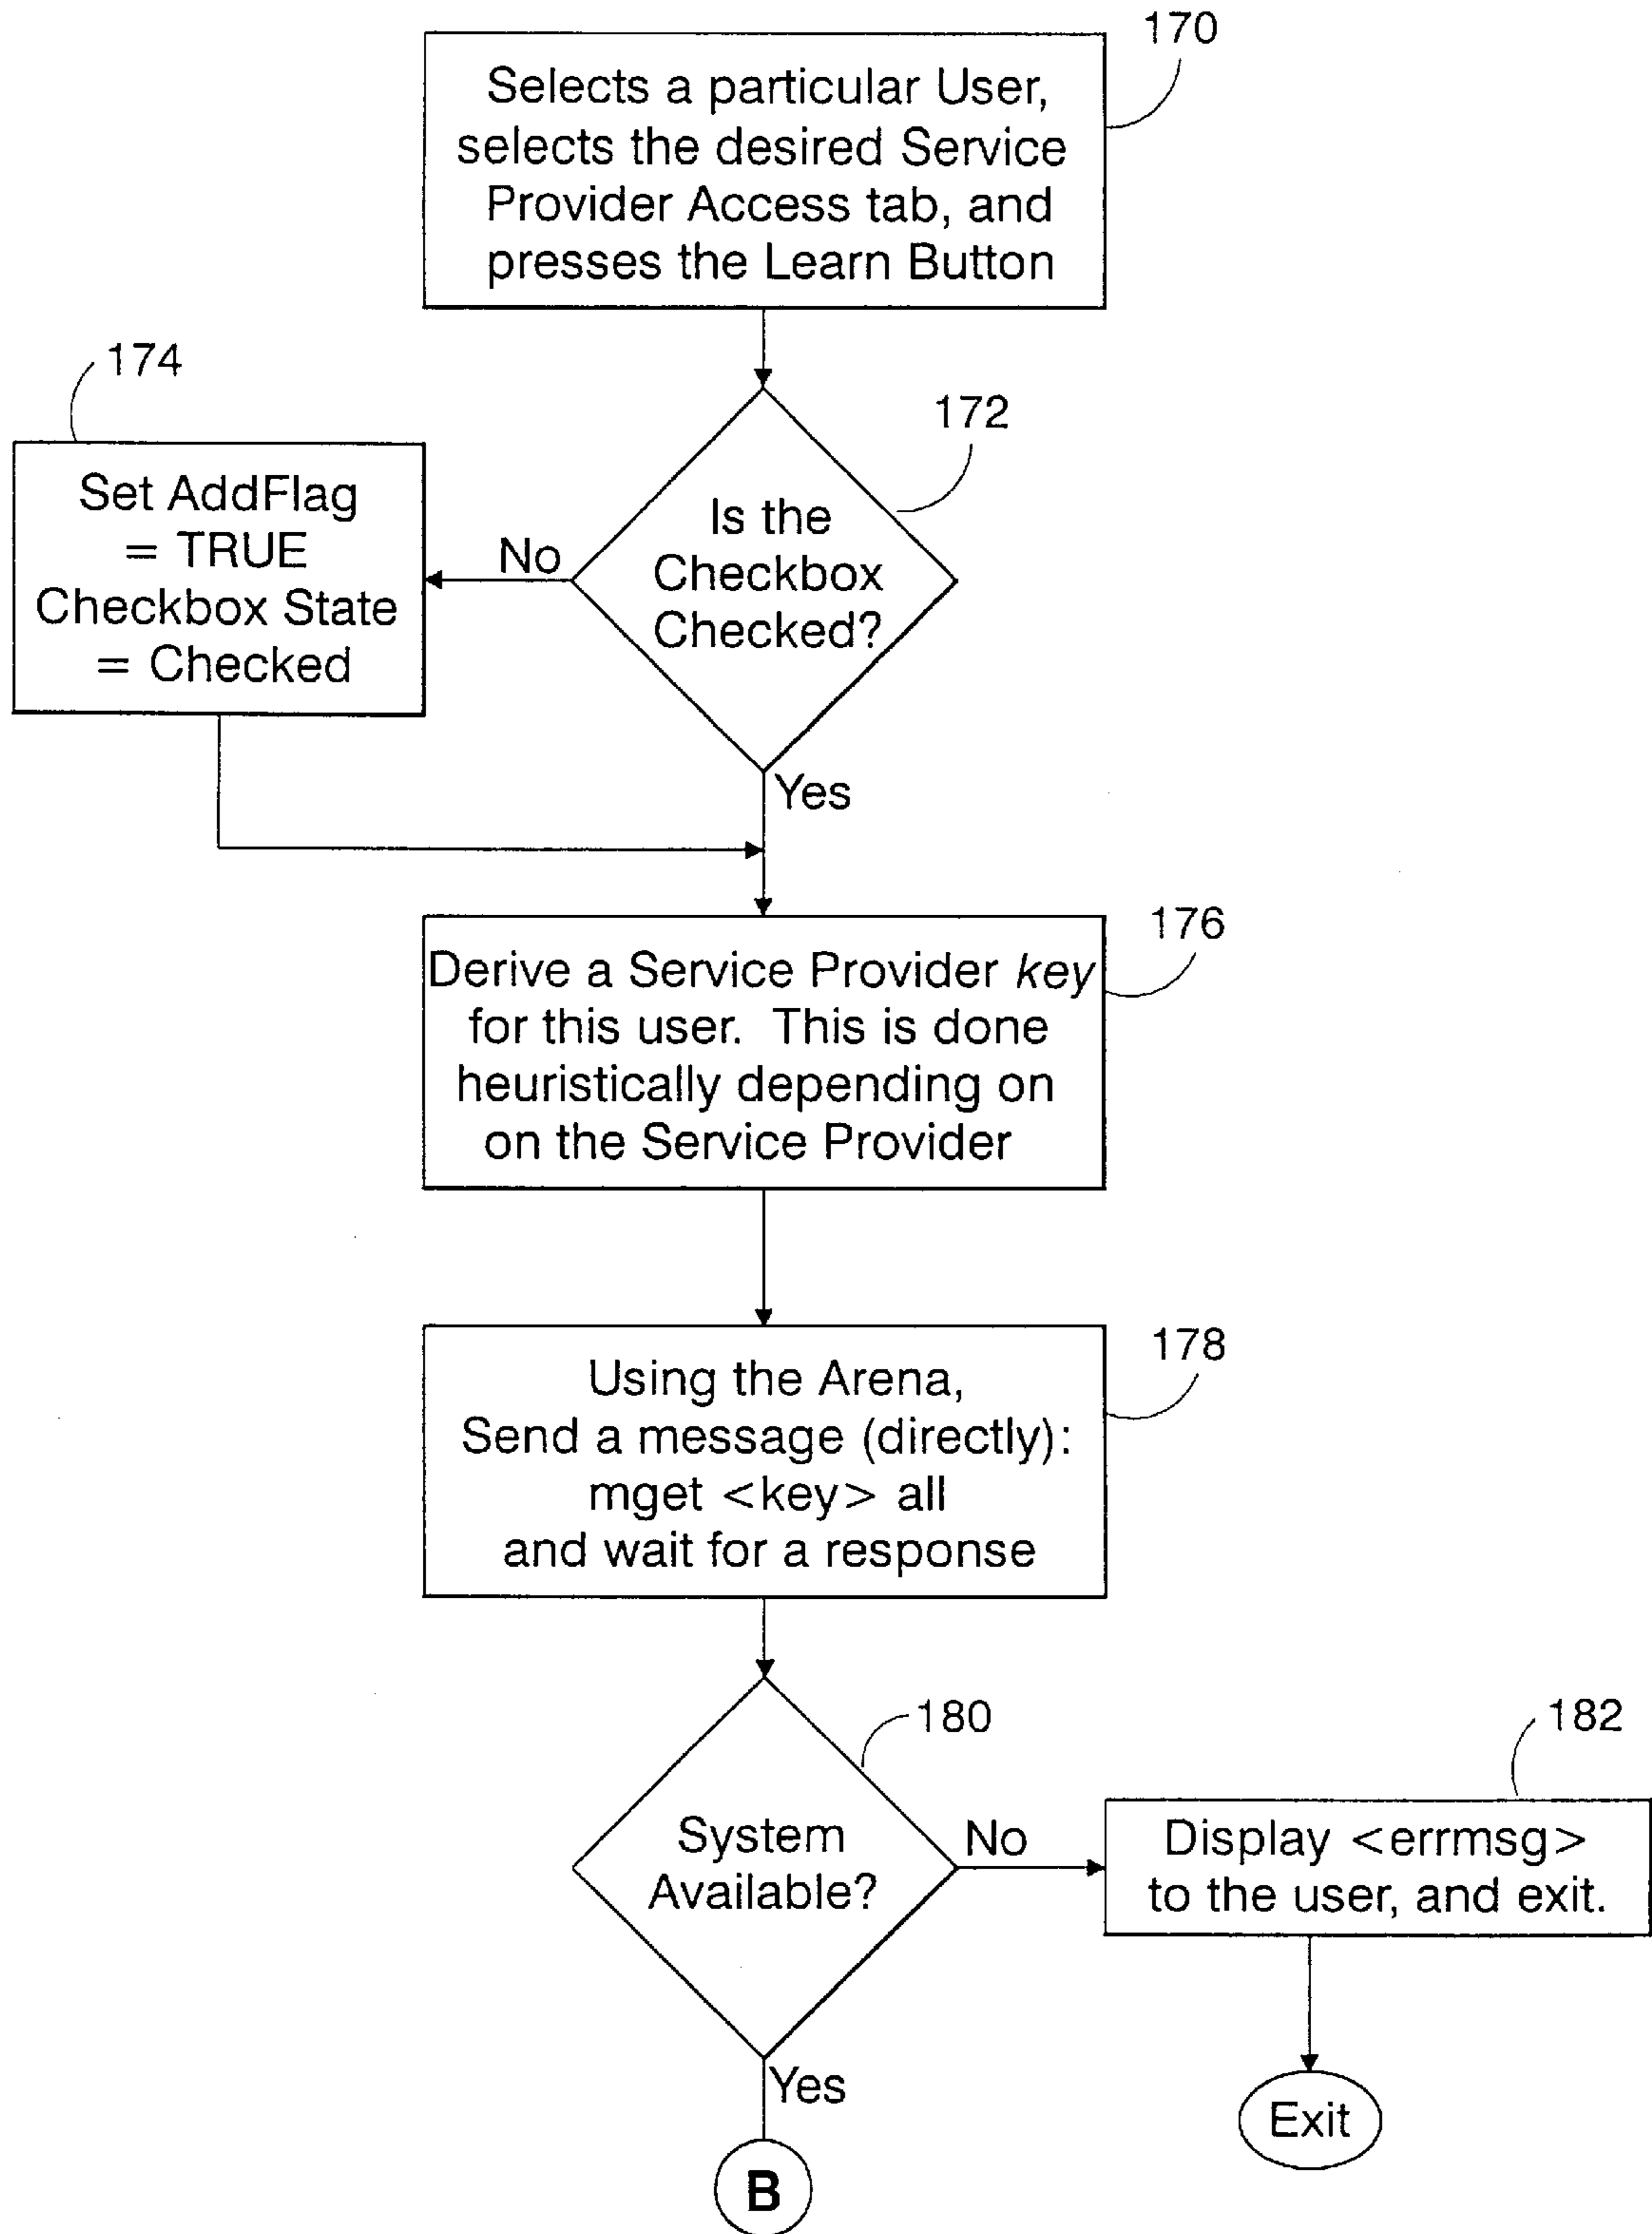 170
Selects a particular User,
selects the desired Service
Provider Access tab, and
presses the Learn Button
174
172
Set AddFlag
= TRUE
Checkbox State
= Checked
No
Is the
Checkbox
Checked?
Yes
176
Derive a Service Provider key
for this user. This is done
heuristically depending on
on the Service Provider
178
Using the Arena,
Send a message (directly):
mget <key> all
and wait for a response
180
182
System
Available?
No
Display <errmsg>
to the user, and exit.
Yes
Exit
B